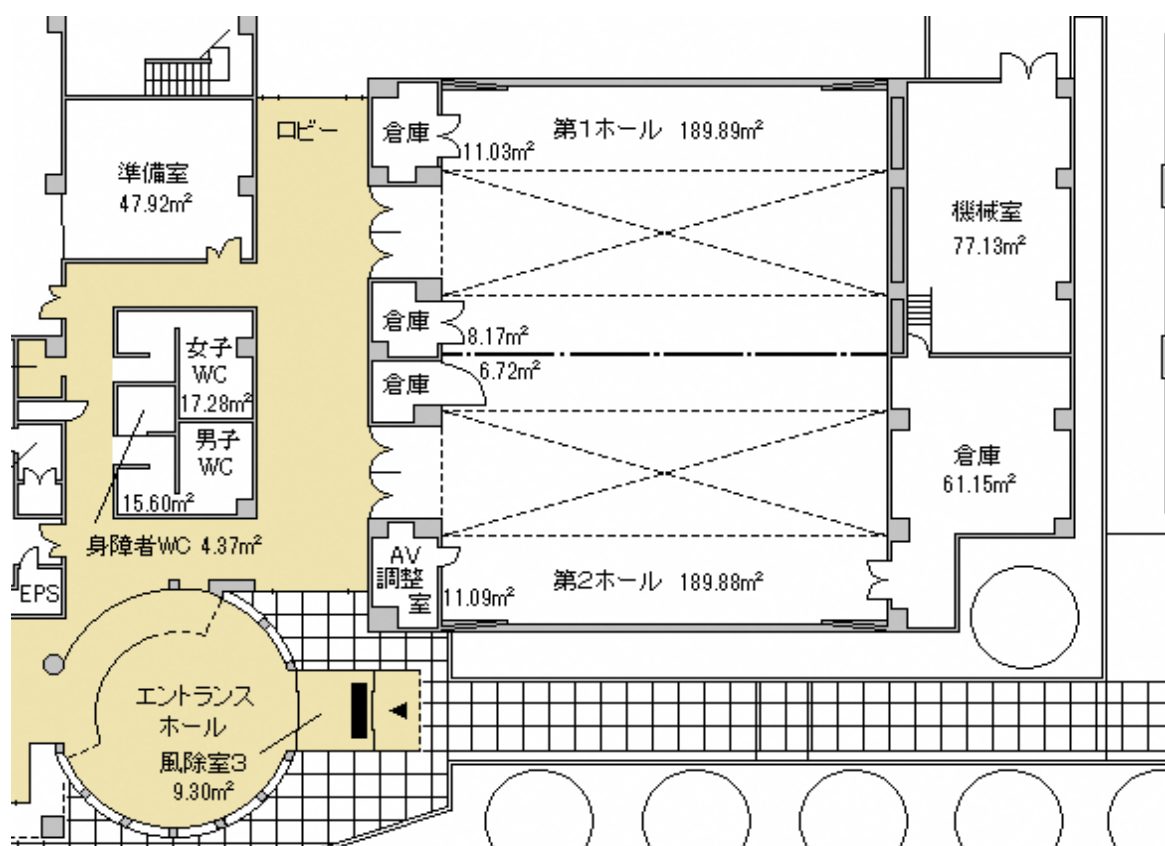 ロビー
倉庫
11.03m²
第1ホール 189.89m²
準備室
47.92m²
機械室
77.13m²
倉庫
8.17m²
女子
WC
17.28m²
倉庫
6.72m²
男子
WC
15.60m²
倉庫
61.15m²
身障者WC 4.37m²
AV
調整
室
11.09m²
第2ホール 189.88m²
EPS
エントランス
ホール
風除室3
9.30m²